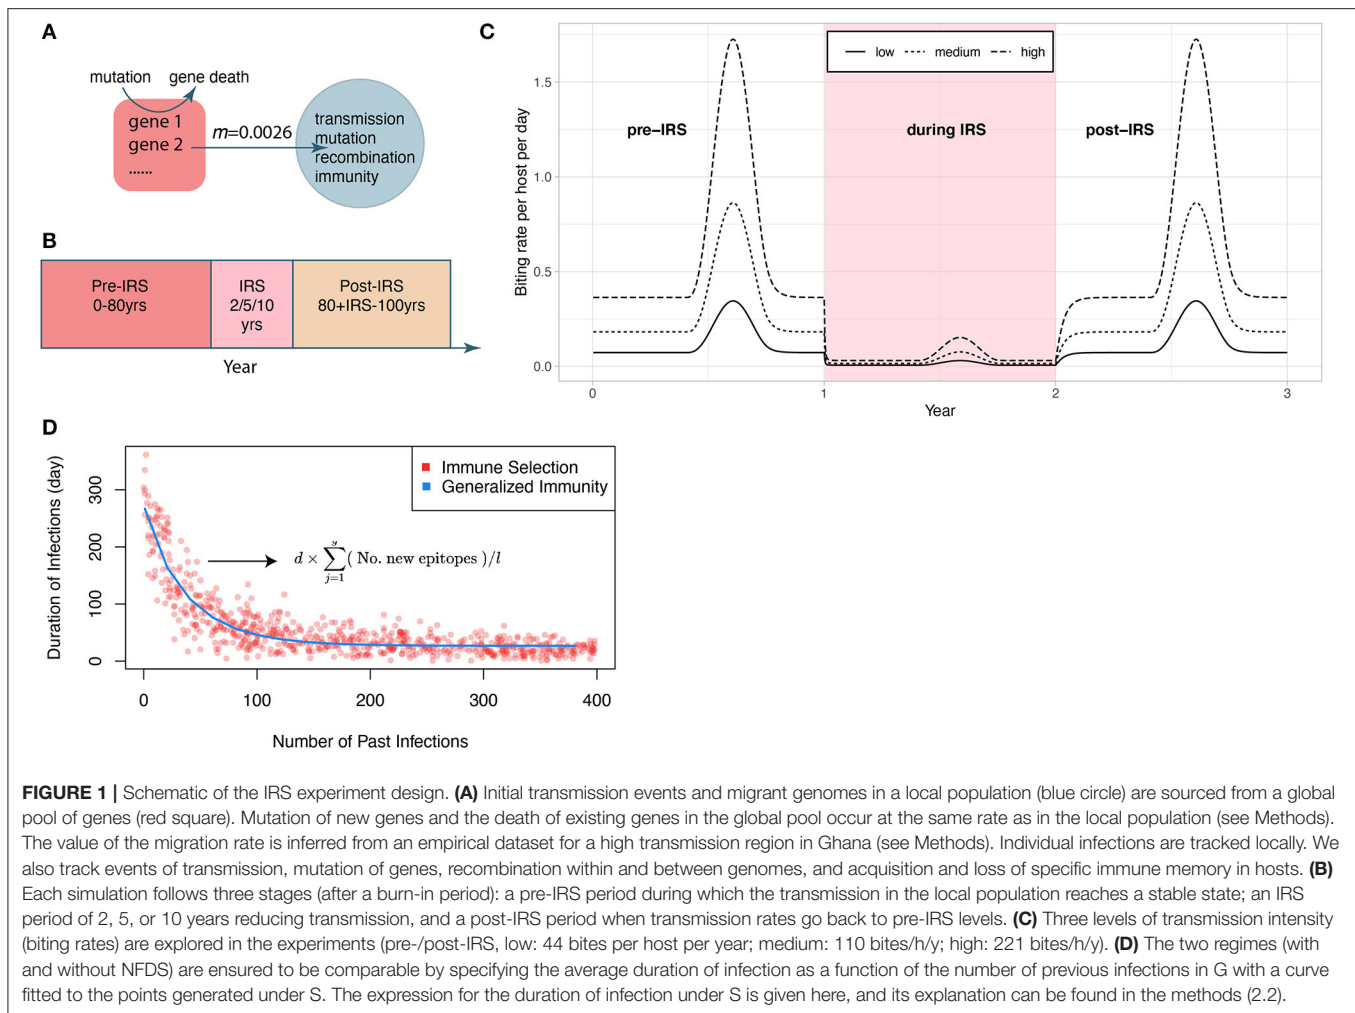 A
mutation
gene death
gene 1
gene 2
......
m=0.0026
transmission
mutation
recombination
immunity
B
Pre-IRS
0-80yrs
IRS
2/5/10
yrs
Post-IRS
80+IRS-100yrs
Year
C
low
medium
high
pre–IRS
during IRS
post–IRS
Biting rate per host per day
1.5
1.0
0.5
0.0
0
1
2
3
Year
D
Immune Selection
Generalized Immunity
d × ∑ j=1 g ( No. new epitopes )/l
Duration of Infections (day)
300
200
100
0
0
100
200
300
400
Number of Past Infections
FIGURE 1 | Schematic of the IRS experiment design. (A) Initial transmission events and migrant genomes in a local population (blue circle) are sourced from a global
pool of genes (red square). Mutation of new genes and the death of existing genes in the global pool occur at the same rate as in the local population (see Methods).
The value of the migration rate is inferred from an empirical dataset for a high transmission region in Ghana (see Methods). Individual infections are tracked locally. We
also track events of transmission, mutation of genes, recombination within and between genomes, and acquisition and loss of specific immune memory in hosts. (B)
Each simulation follows three stages (after a burn-in period): a pre-IRS period during which the transmission in the local population reaches a stable state; an IRS
period of 2, 5, or 10 years reducing transmission, and a post-IRS period when transmission rates go back to pre-IRS levels. (C) Three levels of transmission intensity
(biting rates) are explored in the experiments (pre-/post-IRS, low: 44 bites per host per year; medium: 110 bites/h/y; high: 221 bites/h/y). (D) The two regimes (with
and without NFDS) are ensured to be comparable by specifying the average duration of infection as a function of the number of previous infections in G with a curve
fitted to the points generated under S. The expression for the duration of infection under S is given here, and its explanation can be found in the methods (2.2).